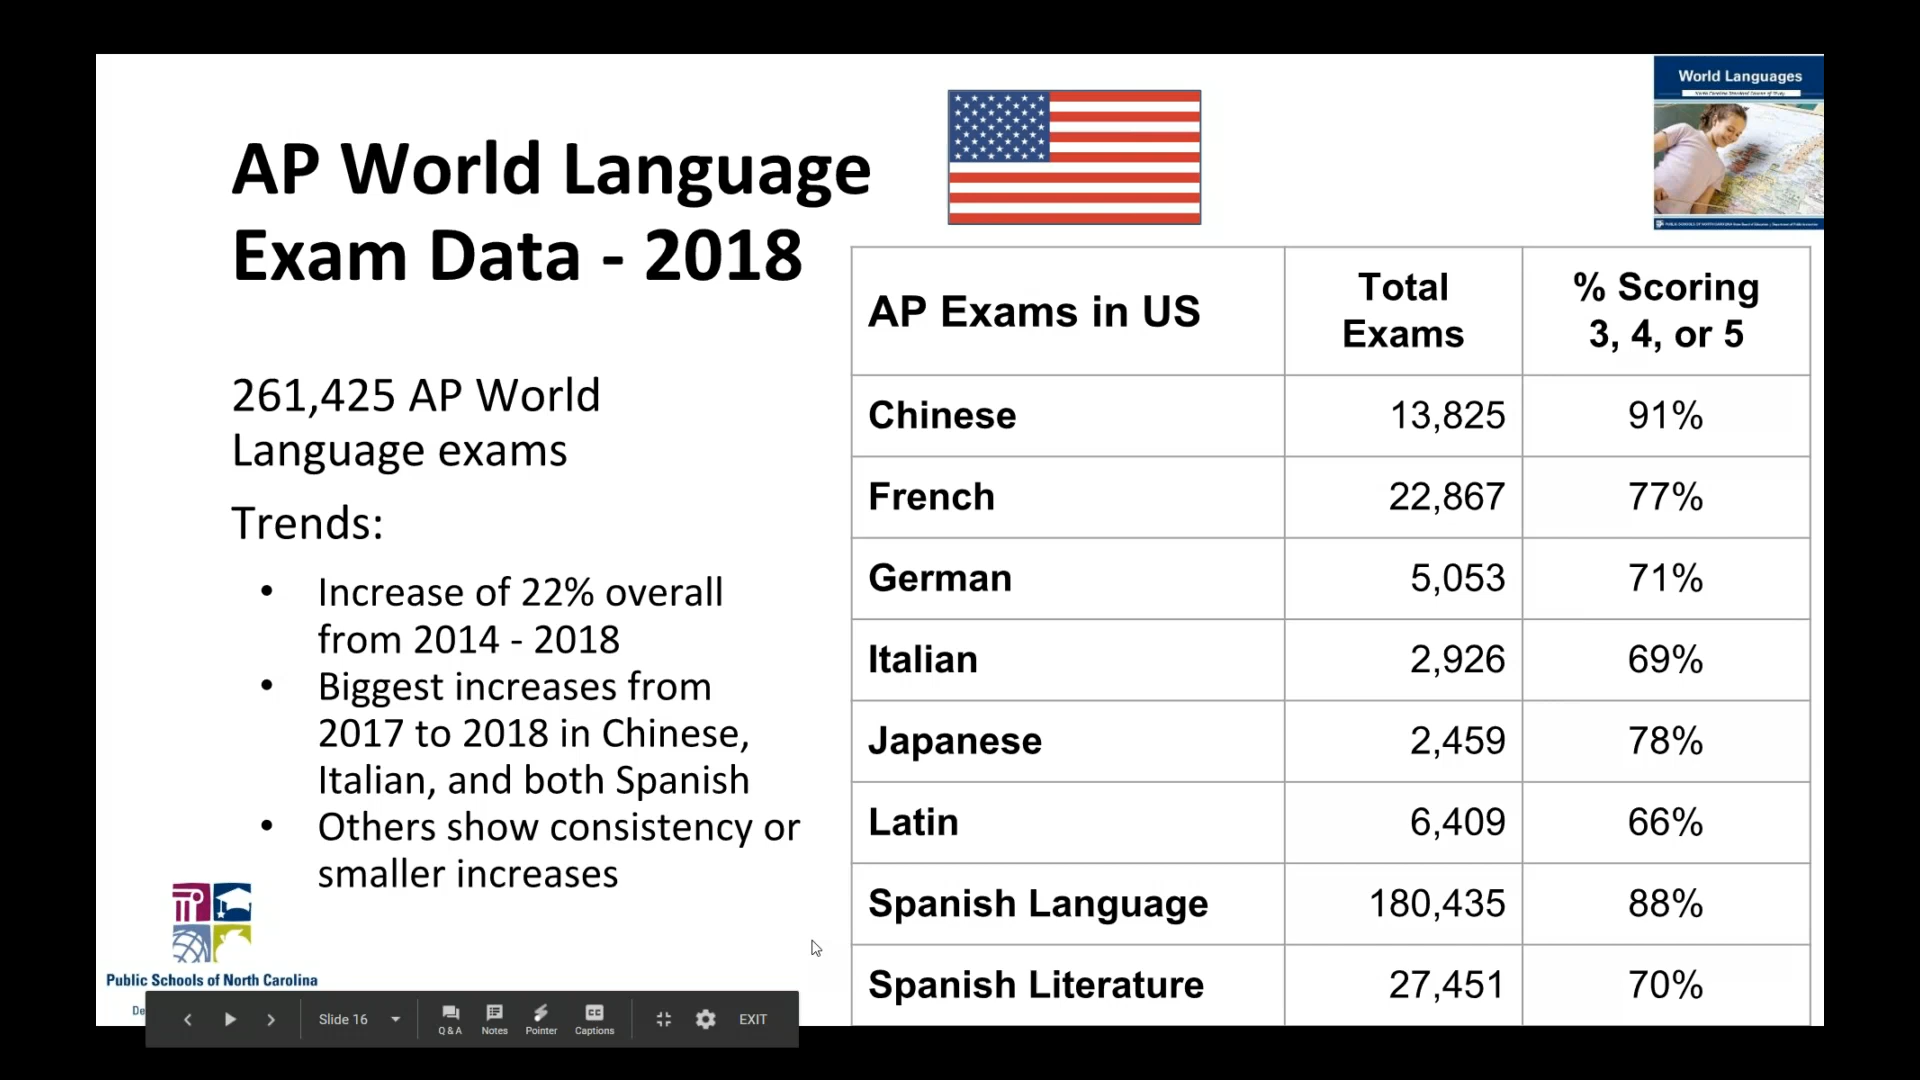 World Languages
AP World Language
Exam Data - 2018
261,425 AP World
Language exams
Trends:
• Increase of 22% overall
from 2014 - 2018
• Biggest increases from
2017 to 2018 in Chinese,
Italian, and both Spanish
• Others show consistency or
smaller increases
AP Exams in US Total Exams % Scoring 3, 4, or 5
Chinese 13,825 91%
French 22,867 77%
German 5,053 71%
Italian 2,926 69%
Japanese 2,459 78%
Latin 6,409 66%
Spanish Language 180,435 88%
Spanish Literature 27,451 70%
Public Schools of North Carolina
Slide 16 Q & A Notes Pointer Captions EXIT